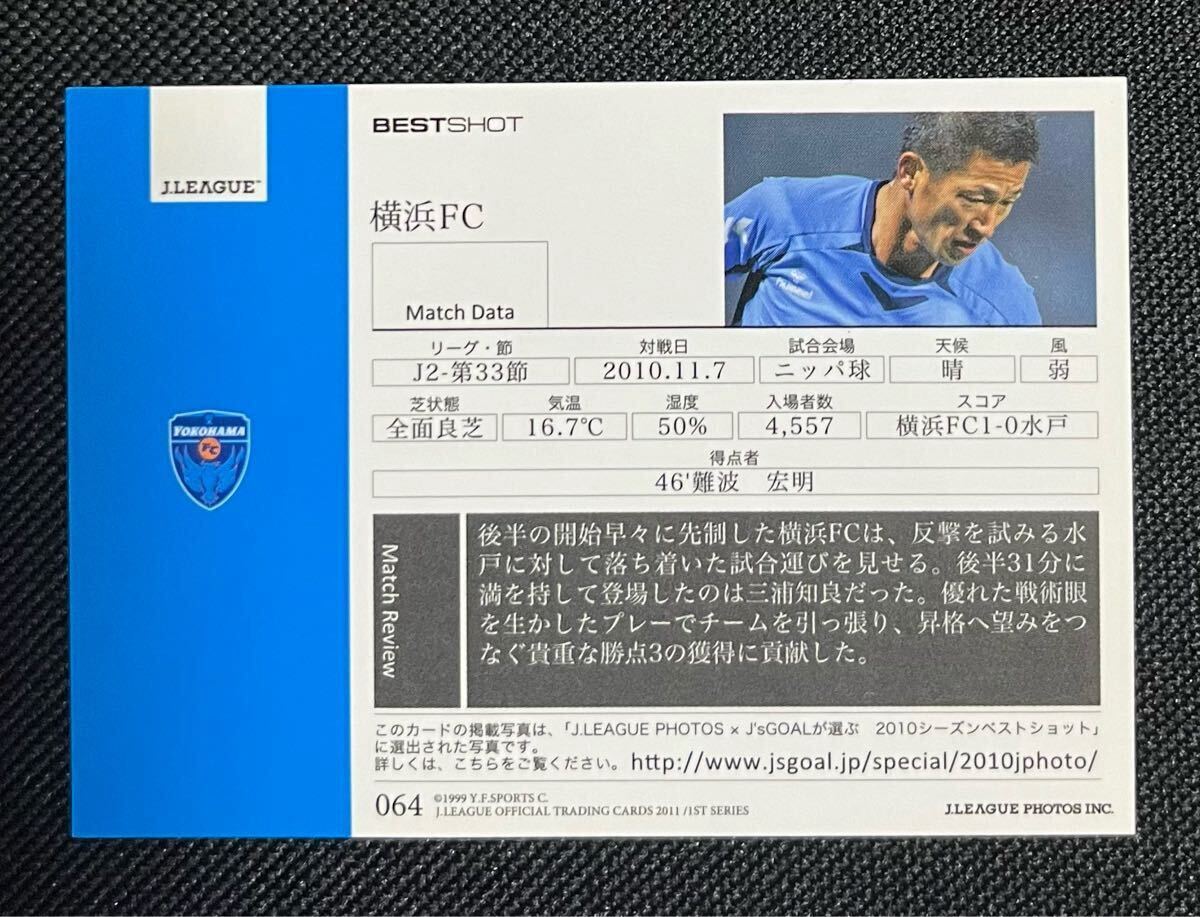 J.LEAGUE™
BESTSHOT
横浜FC
Match Data
hummel
リーグ・節 対戦日 試合会場 天候 風
J2-第33節 2010.11.7 ニッパ球 晴 弱
芝状態 気温 湿度 入場者数 スコア
全面良芝 16.7℃ 50% 4,557 横浜FC1-0水戸
得点者
46'難波 宏明
YOKOHAMA
FC
Match Review
後半の開始早々に先制した横浜FCは、反撃を試みる水
戸に対して落ち着いた試合運びを見せる。後半31分に
満を持して登場したのは三浦知良だった。優れた戦術眼
を生かしたプレーでチームを引っ張り、昇格へ望みをつ
なぐ貴重な勝点3の獲得に貢献した。
このカードの掲載写真は、「J.LEAGUE PHOTOS × J'sGOALが選ぶ 2010シーズンベストショット」
に選出された写真です。
詳しくは、こちらをご覧ください。 http://www.jsgoal.jp/special/2010jphoto/
064 ©1999 Y.F.SPORTS C.
J.LEAGUE OFFICIAL TRADING CARDS 2011 /1ST SERIES
J.LEAGUE PHOTOS INC.